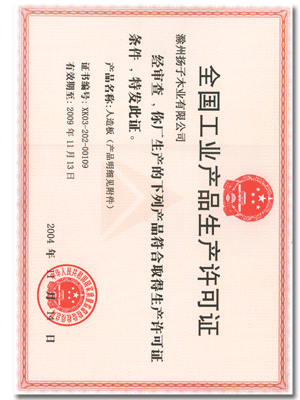 全国工业产品生产许可证
滁州扬子木业有限公司
经审查，你厂生产的下列产品符合取得生产许可证
条件，特发此证。
产品名称:人造板（产品明细见附件）
证书编号: XK03-202-00109
有效期至: 2009年11月13日
2004年11月14日